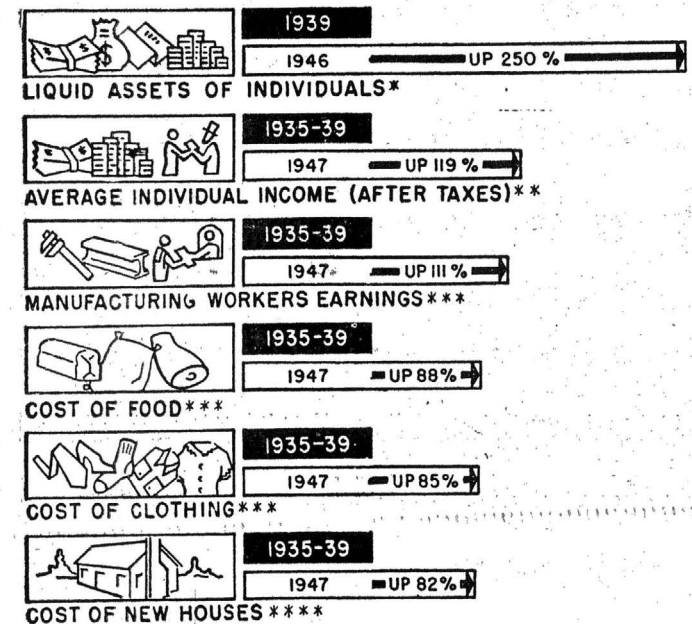 1939
1946 UP 250 %
LIQUID ASSETS OF INDIVIDUALS*
1935-39
1947 UP 119 %
AVERAGE INDIVIDUAL INCOME (AFTER TAXES)**
1935-39
1947 UP 111 %
MANUFACTURING WORKERS EARNINGS***
1935-39
1947 UP 88%
COST OF FOOD***
1935-39
1947 UP 85%
COST OF CLOTHING***
1935-39
1947 UP 82%
COST OF NEW HOUSES****